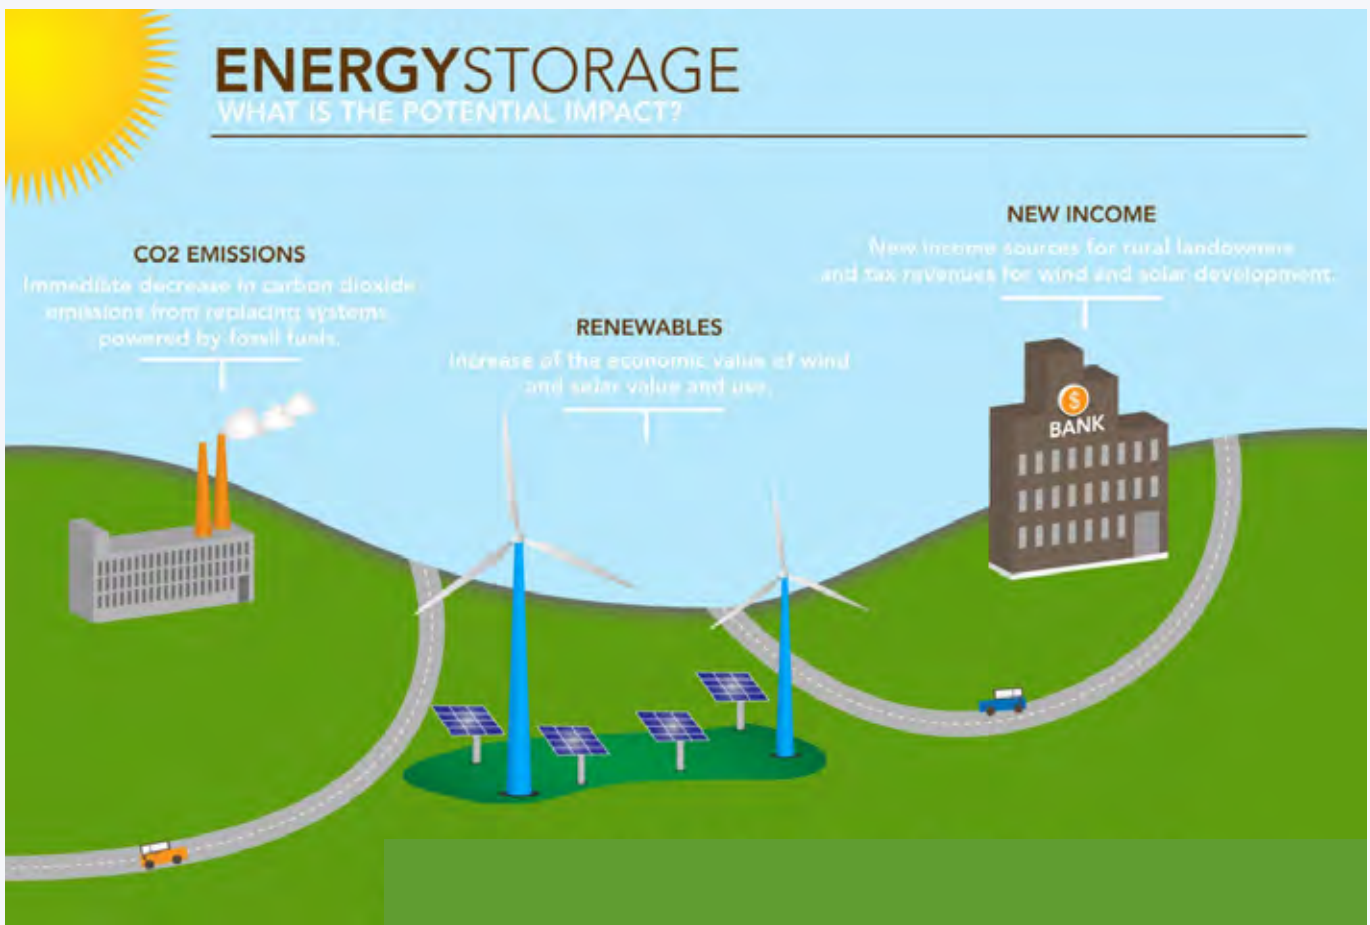 ENERGYSTORAGE
WHAT IS THE POTENTIAL IMPACT?
CO2 EMISSIONS
Immediate decrease in carbon dioxide
emissions from replacing systems
powered by fossil fuels.
RENEWABLES
Increase of the economic value of wind
and solar value and use.
NEW INCOME
New income sources for rural landowners
and tax revenues for wind and solar development.
$
BANK